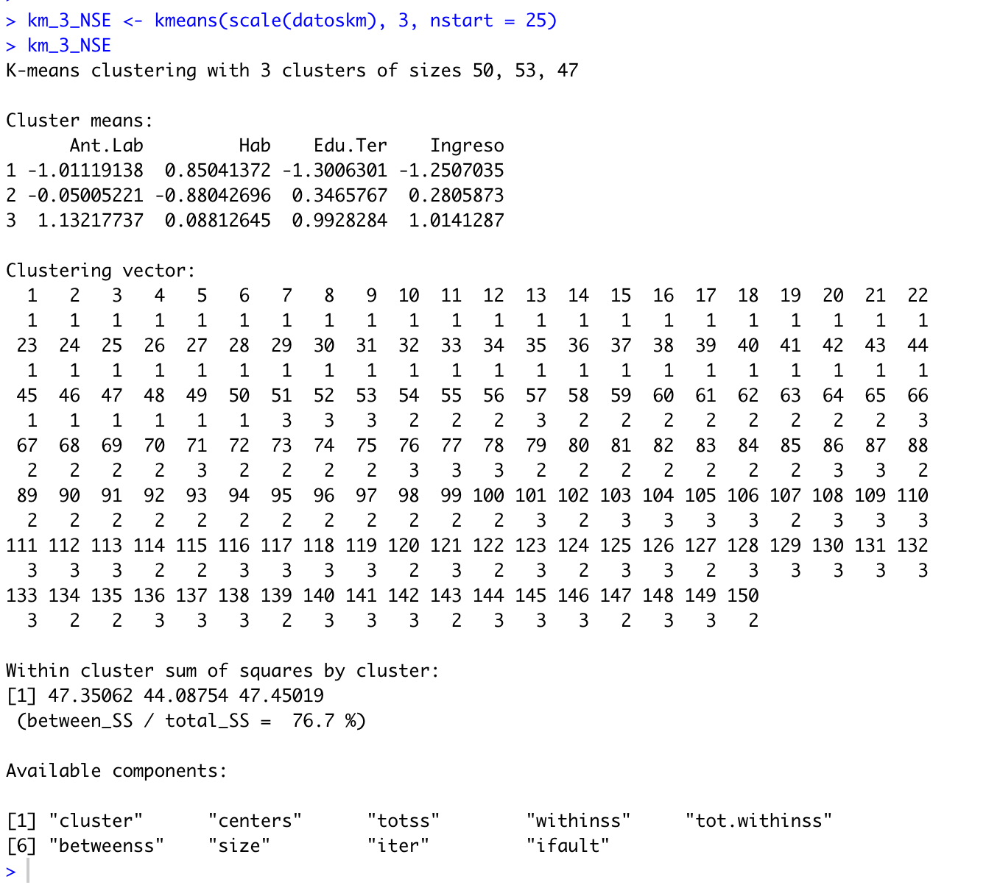 > km_3_NSE <- kmeans(scale(datoskm), 3, nstart = 25)
> km_3_NSE
K-means clustering with 3 clusters of sizes 50, 53, 47

Cluster means:
      Ant.Lab         Hab    Edu.Ter    Ingreso
1 -1.01119138  0.85041372 -1.3006301 -1.2507035
2 -0.05005221 -0.88042696  0.3465767  0.2805873
3  1.13217737  0.08812645  0.9928284  1.0141287

Clustering vector:
  1   2   3   4   5   6   7   8   9  10  11  12  13  14  15  16  17  18  19  20  21  22
  1   1   1   1   1   1   1   1   1   1   1   1   1   1   1   1   1   1   1   1   1   1
 23  24  25  26  27  28  29  30  31  32  33  34  35  36  37  38  39  40  41  42  43  44
  1   1   1   1   1   1   1   1   1   1   1   1   1   1   1   1   1   1   1   1   1   1
 45  46  47  48  49  50  51  52  53  54  55  56  57  58  59  60  61  62  63  64  65  66
  1   1   1   1   1   1   3   3   3   2   2   2   3   2   2   2   2   2   2   2   2   3
 67  68  69  70  71  72  73  74  75  76  77  78  79  80  81  82  83  84  85  86  87  88
  2   2   2   2   3   2   2   2   2   3   3   3   2   2   2   2   2   2   2   3   3   2
 89  90  91  92  93  94  95  96  97  98  99 100 101 102 103 104 105 106 107 108 109 110
  2   2   2   2   2   2   2   2   2   2   2   2   3   2   3   3   3   3   2   3   3   3
111 112 113 114 115 116 117 118 119 120 121 122 123 124 125 126 127 128 129 130 131 132
  3   3   3   2   2   3   3   3   3   2   3   2   3   2   3   3   2   3   3   3   3   3
133 134 135 136 137 138 139 140 141 142 143 144 145 146 147 148 149 150
  3   2   2   3   3   3   2   3   3   3   2   3   3   3   2   3   3   2

Within cluster sum of squares by cluster:
[1] 47.35062 44.08754 47.45019
 (between_SS / total_SS =  76.7 %)

Available components:

[1] "cluster"      "centers"      "totss"        "withinss"     "tot.withinss"
[6] "betweenss"    "size"         "iter"         "ifault"
>